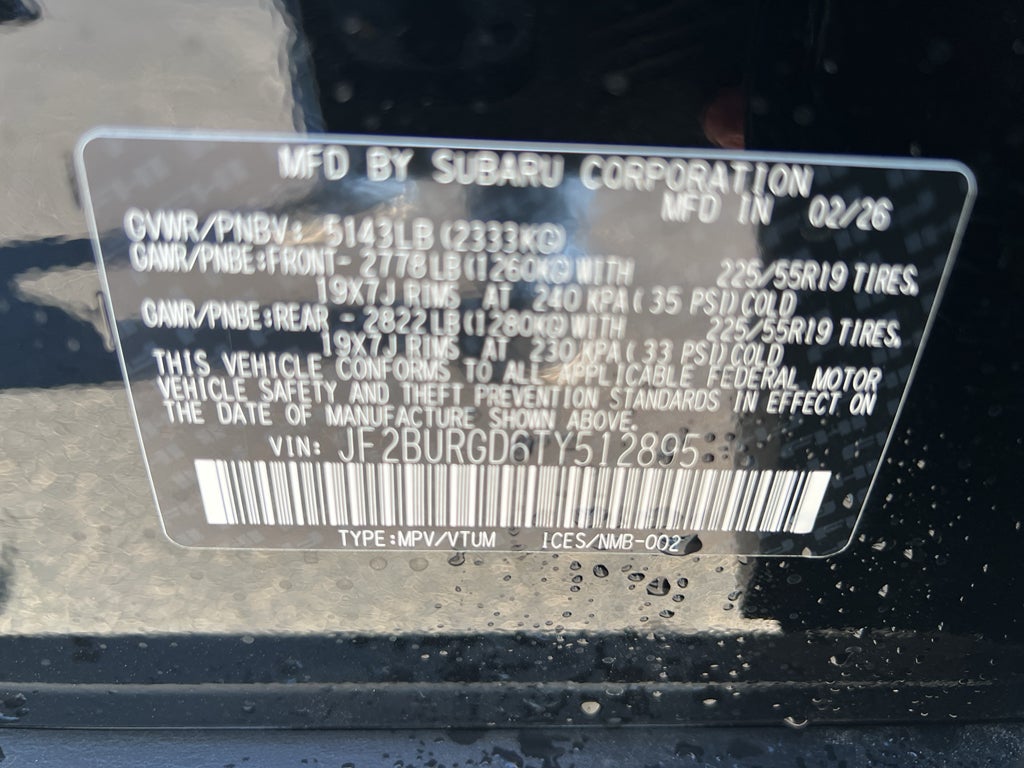 MFD BY SUBARU CORPORATION
MFD IN 02/26
GVWR/PNBV: 5143LB(2333KG)
GAWR/PNBE:FRONT- 2778LB(1260KG)WITH 225/55R19 TIRES.
19X7J RIMS AT 240 KPA(35 PSI)COLD
GAWR/PNBE:REAR - 2822LB(1280KG)WITH 225/55R19 TIRES.
19X7J RIMS AT 230 KPA(33 PSI)COLD
THIS VEHICLE CONFORMS TO ALL APPLICABLE FEDERAL MOTOR
VEHICLE SAFETY AND THEFT PREVENTION STANDARDS IN EFFECT ON
THE DATE OF MANUFACTURE SHOWN ABOVE.
VIN: JF2BURGD6TY512895
TYPE:MPV/VTUM ICES/NMB-002